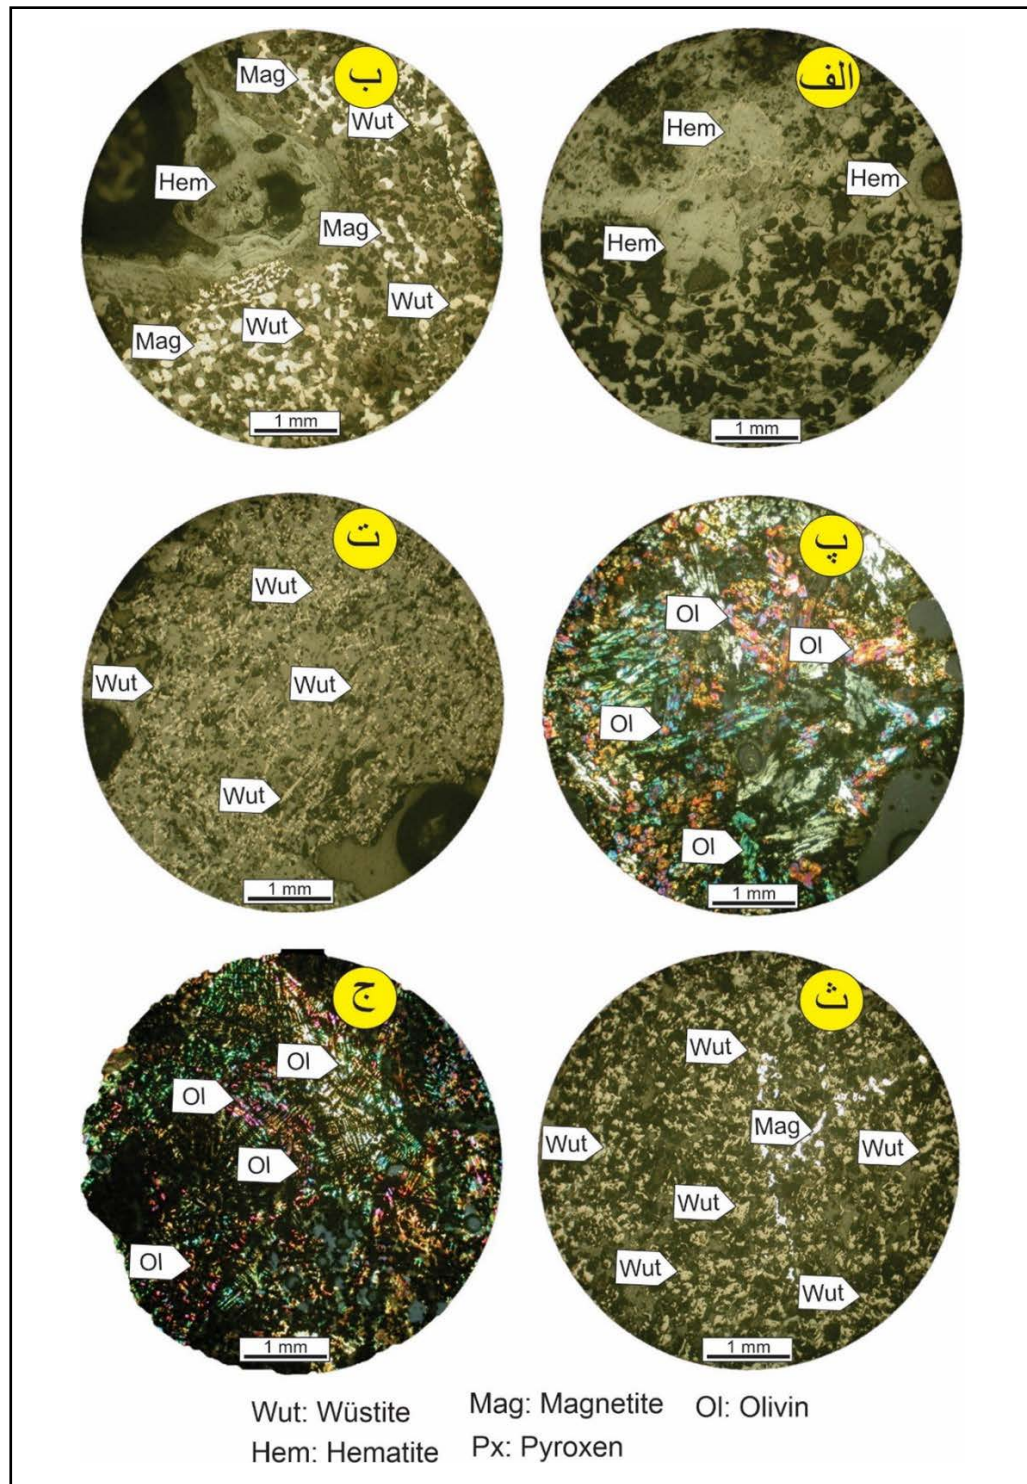 الف
Hem
Hem
Hem
1 mm
ب
Mag
Wut
Hem
Mag
Wut
Wut
Mag
1 mm
پ
Ol
Ol
Ol
Ol
1 mm
ت
Wut
Wut
Wut
Wut
1 mm
ث
Wut
Mag
Wut
Wut
Wut
Wut
Wut
1 mm
ج
Ol
Ol
Ol
Ol
1 mm
Wut: Wüstite Mag: Magnetite Ol: Olivin
Hem: Hematite Px: Pyroxen